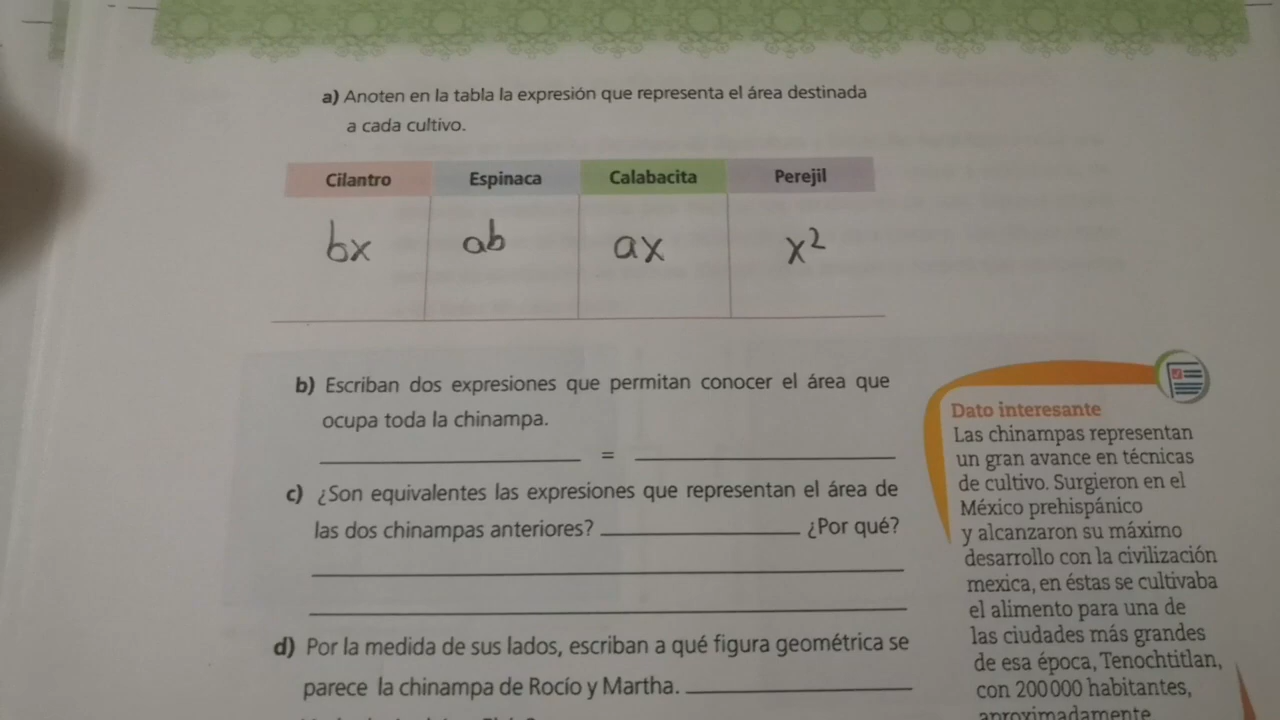 a) Anoten en la tabla la expresión que representa el área destinada
a cada cultivo.
Cilantro Espinaca Calabacita Perejil
bx ab ax x²
b) Escriban dos expresiones que permitan conocer el área que
ocupa toda la chinampa.
____________ = ____________
c) ¿Son equivalentes las expresiones que representan el área de
las dos chinampas anteriores? ____________ ¿Por qué?
d) Por la medida de sus lados, escriban a qué figura geométrica se
parece la chinampa de Rocío y Martha. ____________
Dato interesante
Las chinampas representan
un gran avance en técnicas
de cultivo. Surgieron en el
México prehispánico
y alcanzaron su máximo
desarrollo con la civilización
mexica, en éstas se cultivaba
el alimento para una de
las ciudades más grandes
de esa época, Tenochtitlan,
con 200 000 habitantes,
aproximadamente